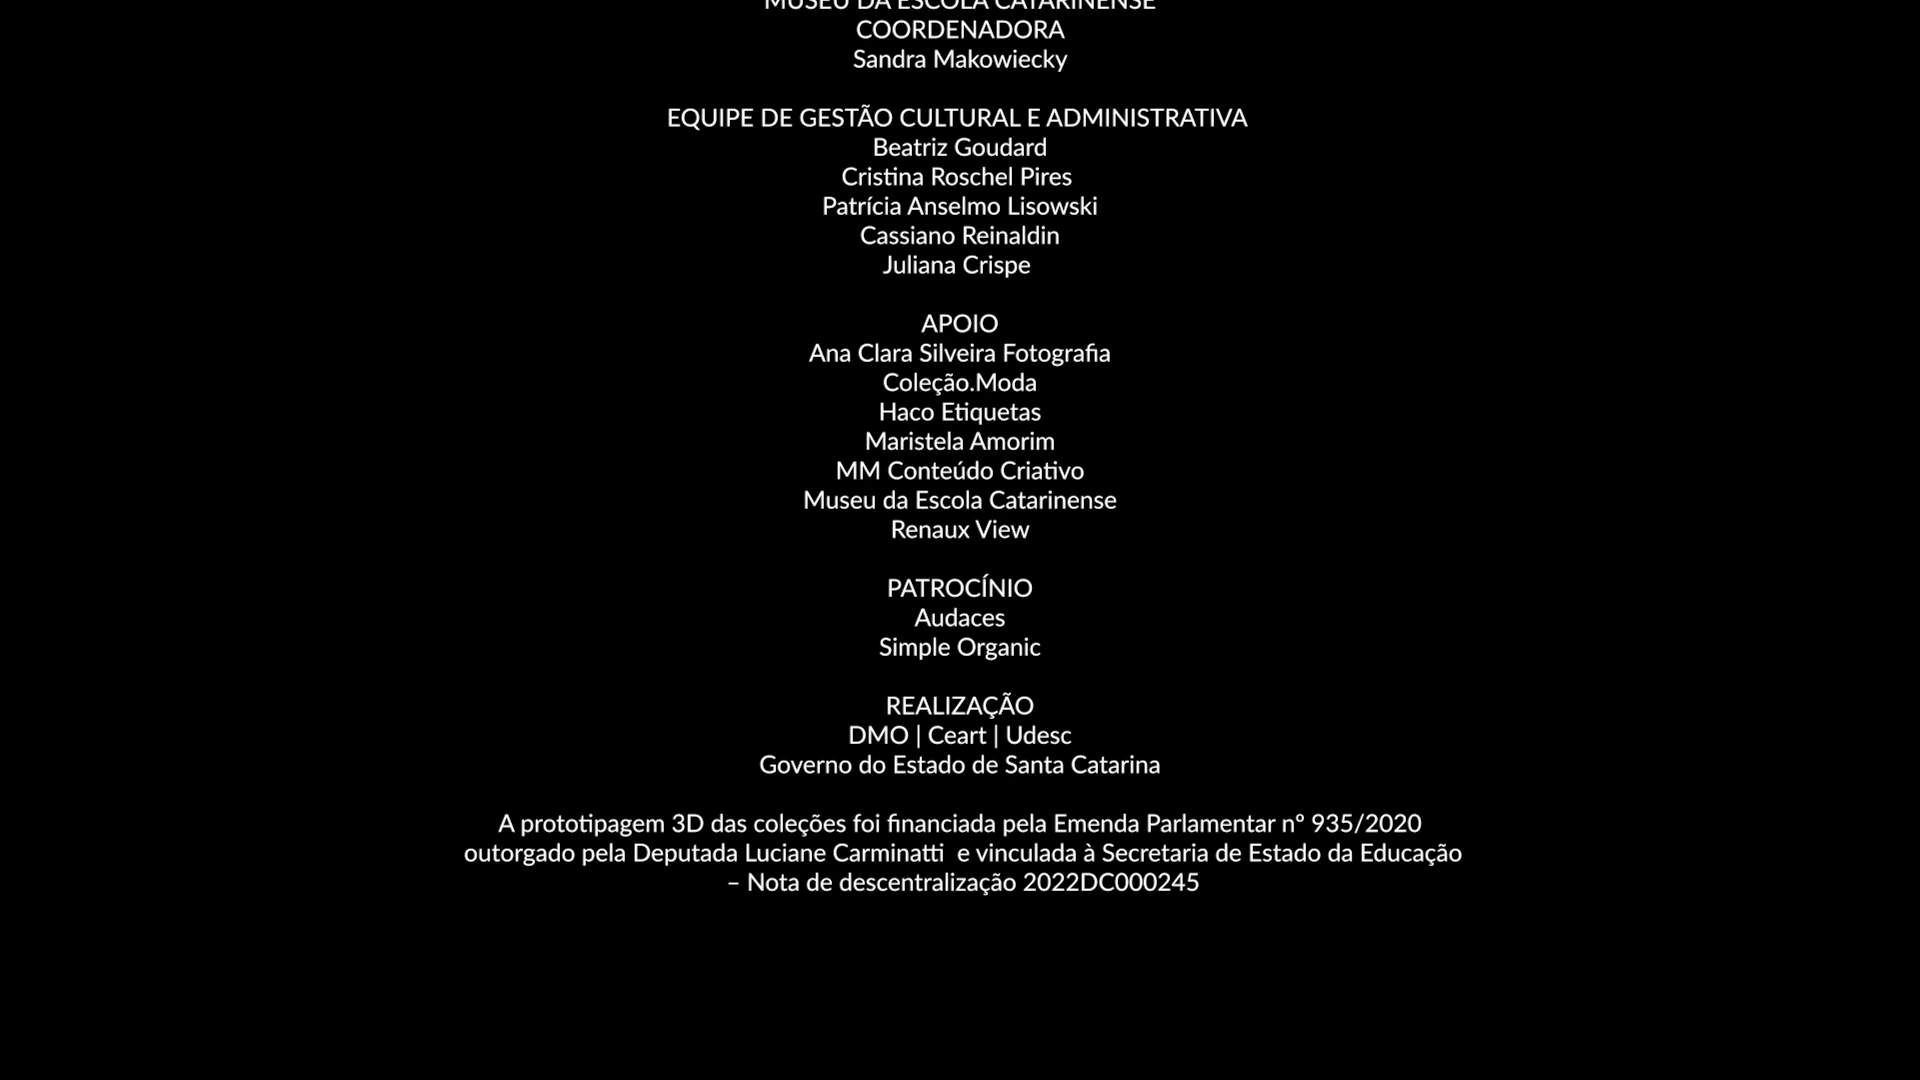 MUSEU DA ESCOLA CATARINENSE
COORDENADORA
Sandra Makowiecky
EQUIPE DE GESTÃO CULTURAL E ADMINISTRATIVA
Beatriz Goudard
Cristina Roschel Pires
Patrícia Anselmo Lisowski
Cassiano Reinaldin
Juliana Crispe
APOIO
Ana Clara Silveira Fotografia
Coleção.Moda
Haco Etiquetas
Maristela Amorim
MM Conteúdo Criativo
Museu da Escola Catarinense
Renaux View
PATROCÍNIO
Audaces
Simple Organic
REALIZAÇÃO
DMO | Ceart | Udesc
Governo do Estado de Santa Catarina
A prototipagem 3D das coleções foi financiada pela Emenda Parlamentar nº 935/2020
outorgado pela Deputada Luciane Carminatti  e vinculada à Secretaria de Estado da Educação
– Nota de descentralização 2022DC000245